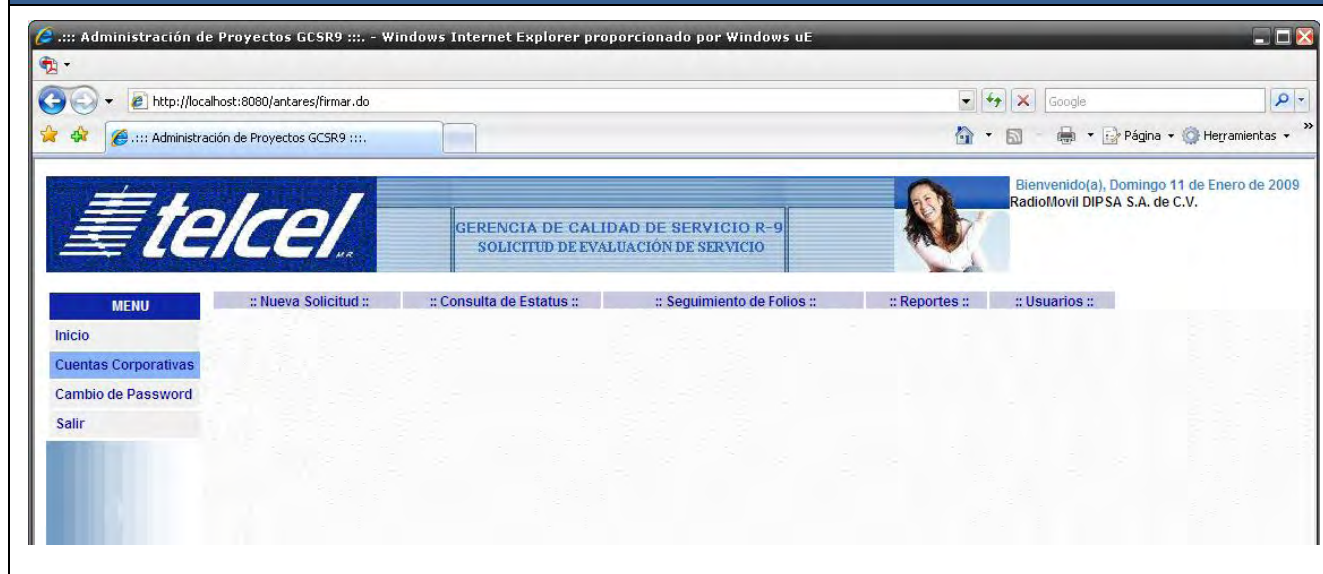 .::: Administración de Proyectos GCSR9 :::. - Windows Internet Explorer proporcionado por Windows uE
http://localhost:8080/antares/firmar.do
Google
.::: Administración de Proyectos GCSR9 :::.
Página
Herramientas
»
telcel
M.R.
GERENCIA DE CALIDAD DE SERVICIO R-9
SOLICITUD DE EVALUACIÓN DE SERVICIO
Bienvenido(a), Domingo 11 de Enero de 2009
RadioMovil DIPSA S.A. de C.V.
MENU
:: Nueva Solicitud :: :: Consulta de Estatus :: :: Seguimiento de Folios :: :: Reportes :: :: Usuarios ::
Inicio
Cuentas Corporativas
Cambio de Password
Salir